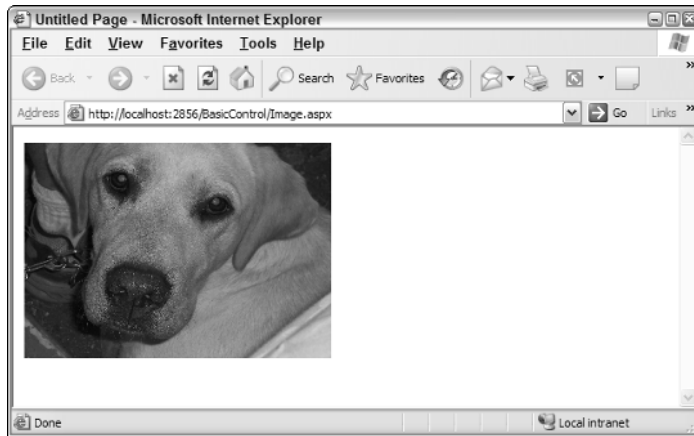 Untitled Page - Microsoft Internet Explorer
File Edit View Favorites Tools Help
Back Search Favorites
Address http://localhost:2856/BasicControl/Image.aspx Go Links
Done Local intranet